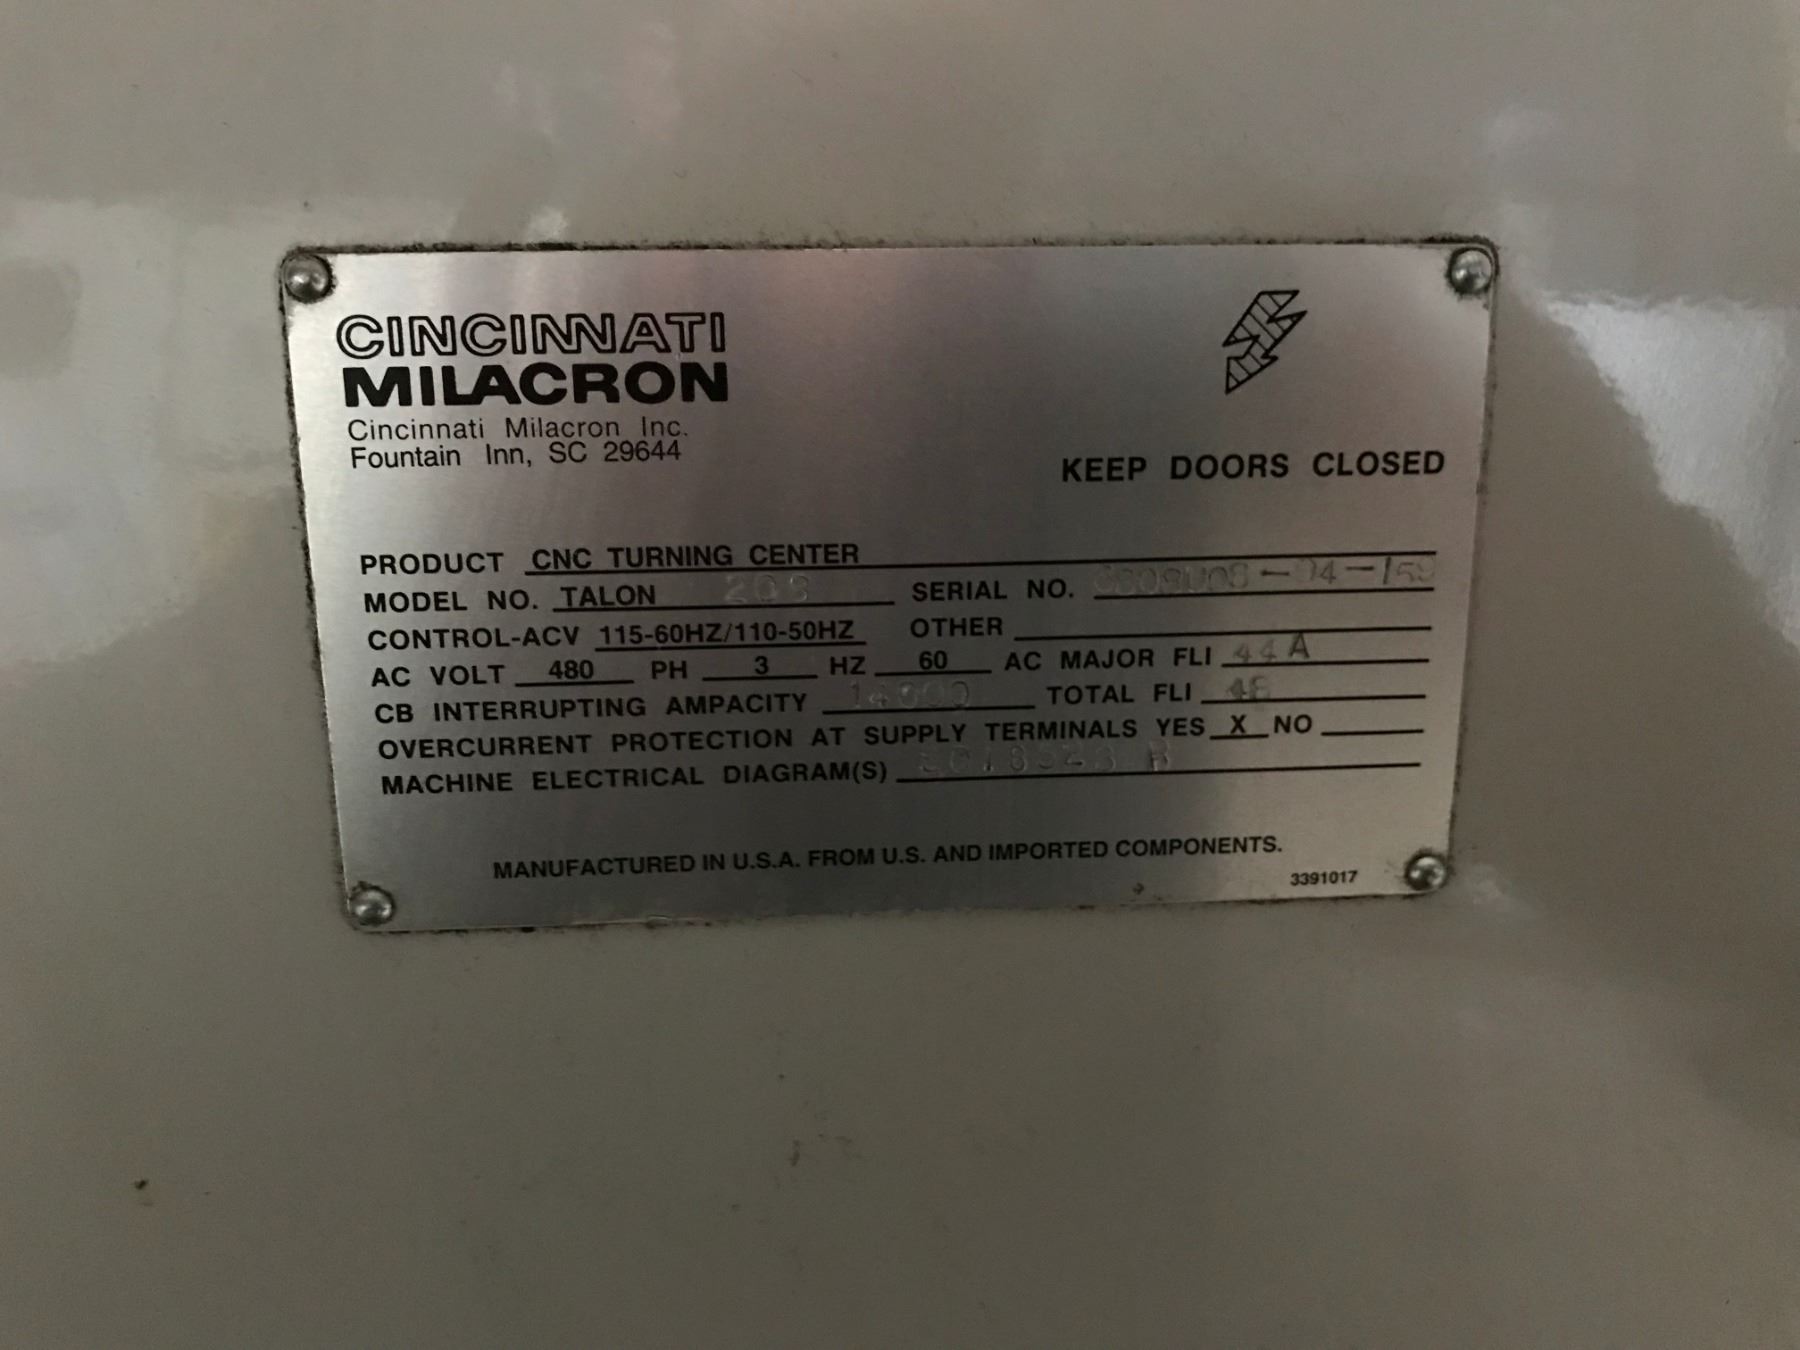 CINCINNATI
MILACRON
Cincinnati Milacron Inc.
Fountain Inn, SC 29644
KEEP DOORS CLOSED
PRODUCT CNC TURNING CENTER
MODEL NO. TALON SERIAL NO.
CONTROL-ACV 115-60HZ/110-50HZ OTHER
AC VOLT 480 PH 3 HZ 60 AC MAJOR FLI 44A
CB INTERRUPTING AMPACITY TOTAL FLI
OVERCURRENT PROTECTION AT SUPPLY TERMINALS YES X NO
MACHINE ELECTRICAL DIAGRAM(S)
MANUFACTURED IN U.S.A. FROM U.S. AND IMPORTED COMPONENTS.
3391017